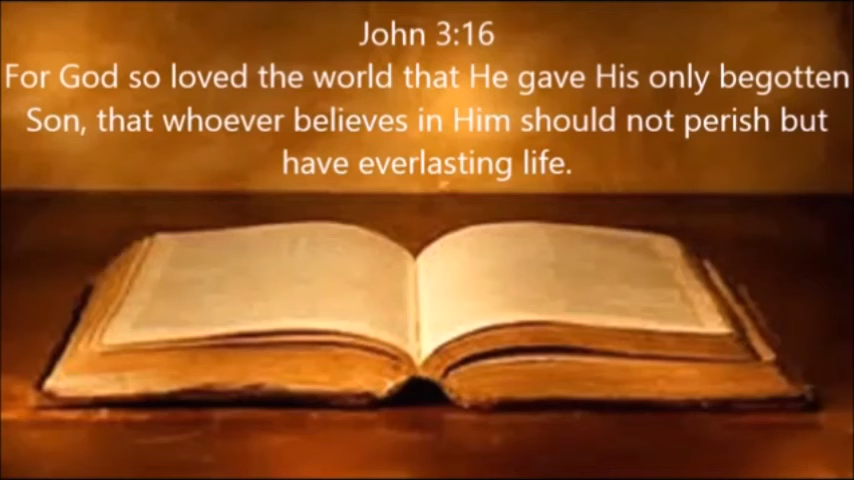 John 3:16
For God so loved the world that He gave His only begotten
Son, that whoever believes in Him should not perish but
have everlasting life.